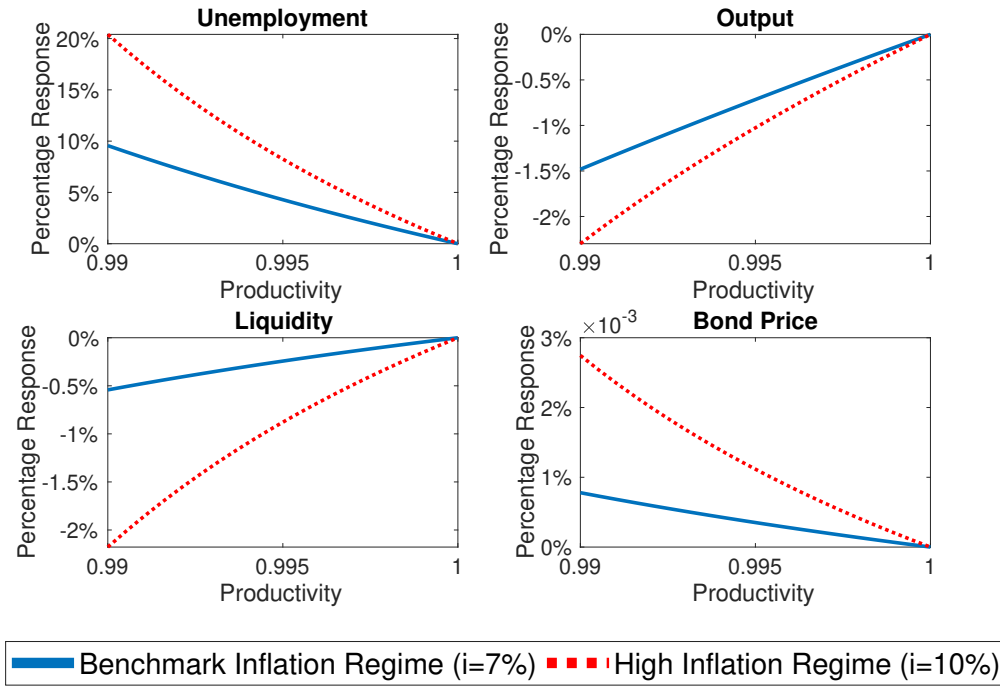 Unemployment
Percentage Response
20%
15%
10%
5%
0%
0.99
0.995
1
Productivity
Output
Percentage Response
0%
-0.5%
-1%
-1.5%
-2%
0.99
0.995
1
Productivity
Liquidity
Percentage Response
0%
-0.5%
-1%
-1.5%
-2%
0.99
0.995
1
Productivity
×10⁻³
Bond Price
Percentage Response
3%
2%
1%
0%
0.99
0.995
1
Productivity
Benchmark Inflation Regime (i=7%)
High Inflation Regime (i=10%)